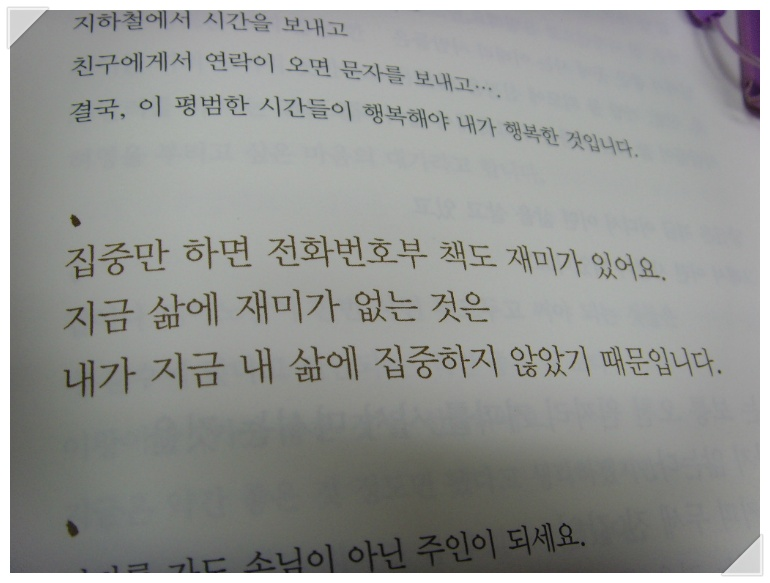 지하철에서 시간을 보내고
친구에게서 연락이 오면 문자를 보내고….
결국, 이 평범한 시간들이 행복해야 내가 행복한 것입니다.
집중만 하면 전화번호부 책도 재미가 있어요.
지금 삶에 재미가 없는 것은
내가 지금 내 삶에 집중하지 않았기 때문입니다.
가도 손님이 아닌 주인이 되세요.